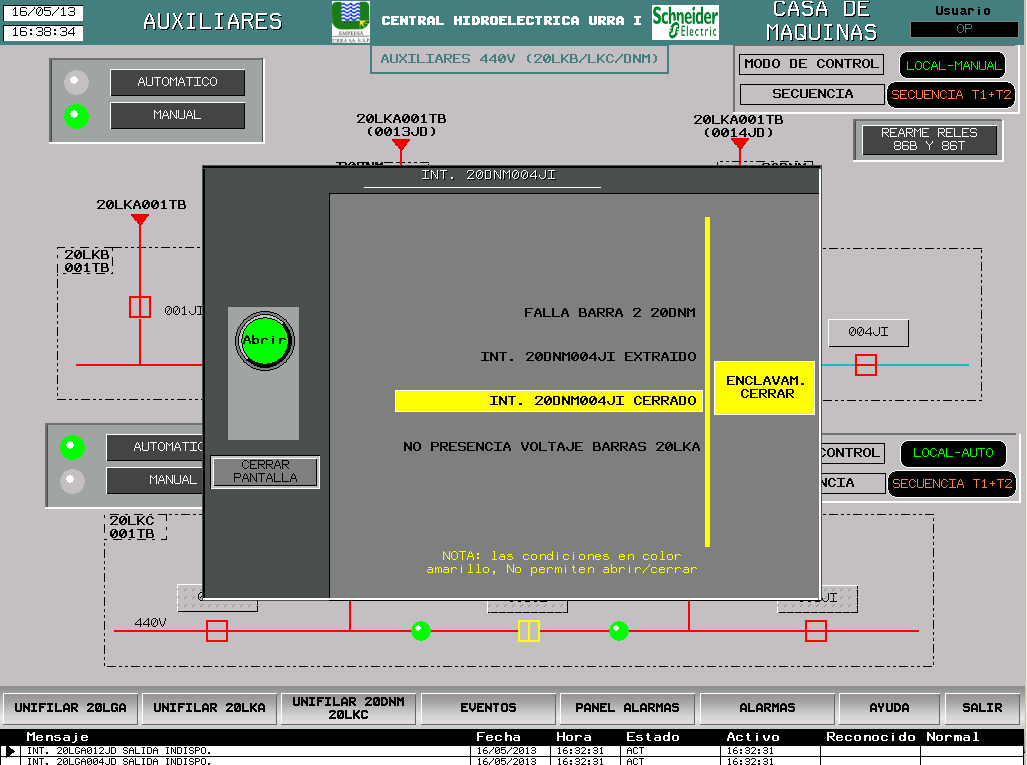 16/05/13
16:38:34
AUXILIARES
EMPRESA
URRÁ S.A. E.S.P.
CENTRAL HIDROELECTRICA URRA I
Schneider
Electric
CASA DE
MAQUINAS
Usuario
OP
AUXILIARES 440V (20LKB/LKC/DNM)
MODO DE CONTROL
LOCAL-MANUAL
SECUENCIA
SECUENCIA T1+T2
AUTOMATICO
MANUAL
REARME RELES
86B Y 86T
20LKA001TB
(0013JD)
20LKA001TB
(0014JD)
20LKA001TB
20LKB
001TB
001JI
004JI
INT. 20DNM004JI
Abrir
CERRAR
PANTALLA
FALLA BARRA 2 20DNM
INT. 20DNM004JI EXTRAIDO
INT. 20DNM004JI CERRADO
NO PRESENCIA VOLTAJE BARRAS 20LKA
ENCLAVAM.
CERRAR
NOTA: las condiciones en color
amarillo, No permiten abrir/cerrar
AUTOMATIC
MANUAL
CONTROL
LOCAL-AUTO
NCIA
SECUENCIA T1+T2
20LKC
001TB
440V
UNIFILAR 20LGA
UNIFILAR 20LKA
UNIFILAR 20DNM
20LKC
EVENTOS
PANEL ALARMAS
ALARMAS
AYUDA
SALIR
Mensaje Fecha Hora Estado Activo Reconocido Normal
INT. 20LGA012JD SALIDA INDISPO. 16/05/2013 16:32:31 ACT 16:32:31
INT. 20LGA004JD SALIDA INDISPO. 16/05/2013 16:32:31 ACT 16:32:31